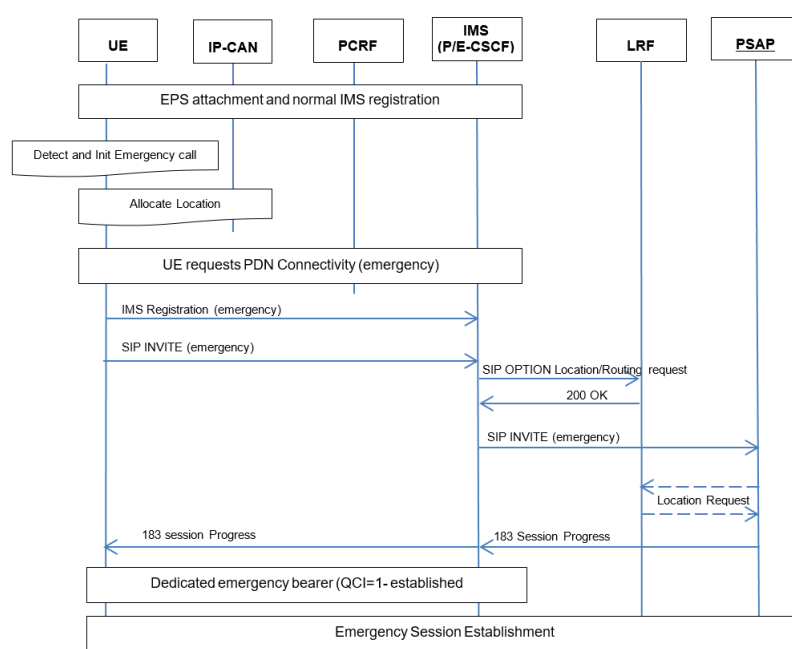 UE
IP-CAN
PCRF
IMS
(P/E-CSCF)
LRF
PSAP
EPS attachment and normal IMS registration
Detect and Init Emergency call
Allocate Location
UE requests PDN Connectivity (emergency)
IMS Registration (emergency)
SIP INVITE (emergency)
SIP OPTION Location/Routing request
200 OK
SIP INVITE (emergency)
Location Request
183 session Progress
183 Session Progress
Dedicated emergency bearer (QCI=1- established
Emergency Session Establishment